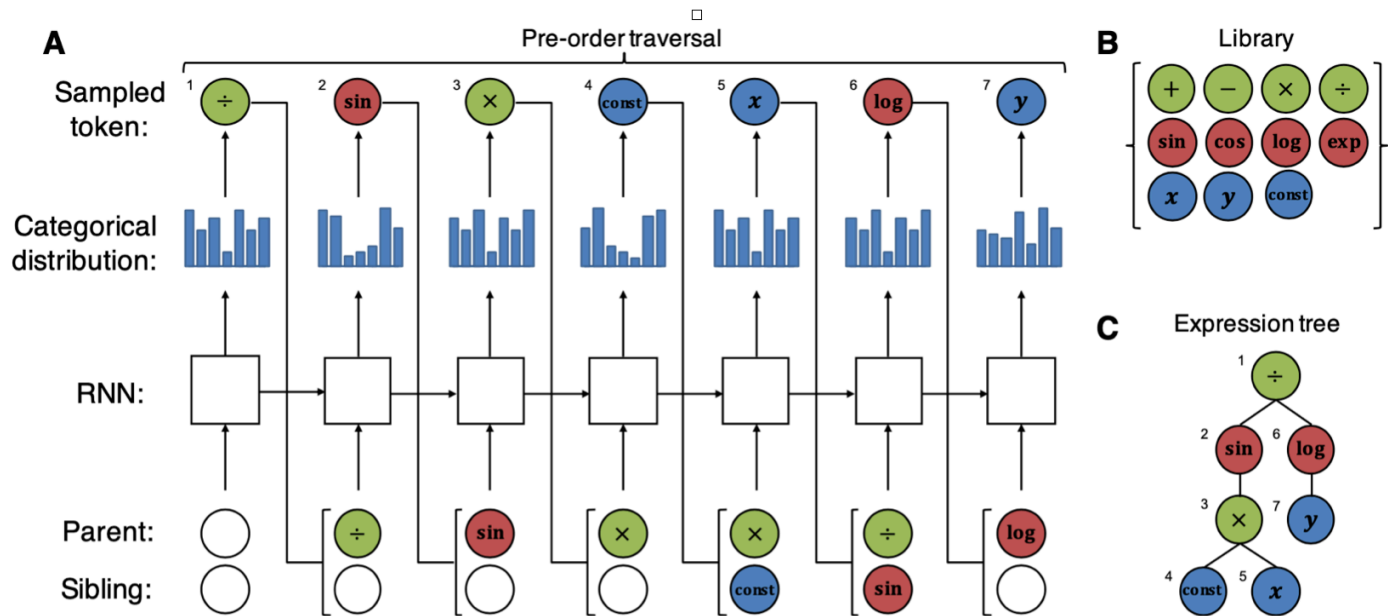 A
Pre-order traversal
Sampled token:
1 ÷ 2 sin 3 × 4 const 5 x 6 log 7 y
Categorical distribution:
RNN:
Parent: ÷ sin × × ÷ log
Sibling: const sin
B
Library
+ − × ÷
sin cos log exp
x y const
C
Expression tree
1 ÷
2 sin 6 log
3 × 7 y
4 const 5 x